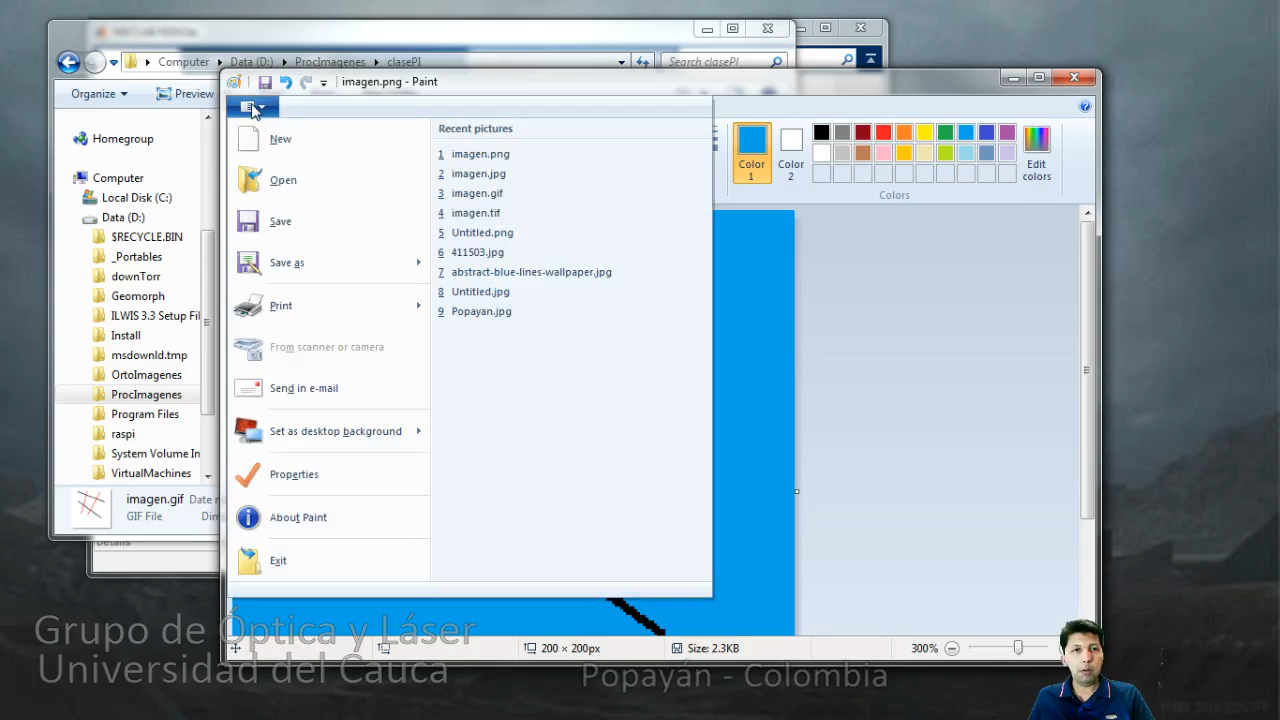 Computer
Data (D:)
ProcImagenes
clasePI
Search clasePI
Organize
Preview
imagen.png - Paint
Homegroup
Computer
Local Disk (C:)
Data (D:)
$RECYCLE.BIN
_Portables
downTorr
Geomorph
ILWIS 3.3 Setup Fil
Install
msdownld.tmp
OrtoImagenes
ProcImagenes
Program Files
raspi
System Volume In
VirtualMachines
imagen.gif Date m
GIF File Dim
Details
New
Open
Save
Save as
Print
From scanner or camera
Send in e-mail
Set as desktop background
Properties
About Paint
Exit
Recent pictures
1 imagen.png
2 imagen.jpg
3 imagen.gif
4 imagen.tif
5 Untitled.png
6 411503.jpg
7 abstract-blue-lines-wallpaper.jpg
8 Untitled.jpg
9 Popayan.jpg
Color 1
Color 2
Edit colors
Colors
200 × 200px
Size: 2.3KB
300%
Grupo de Óptica y Láser
Universidad del Cauca
Popayán - Colombia